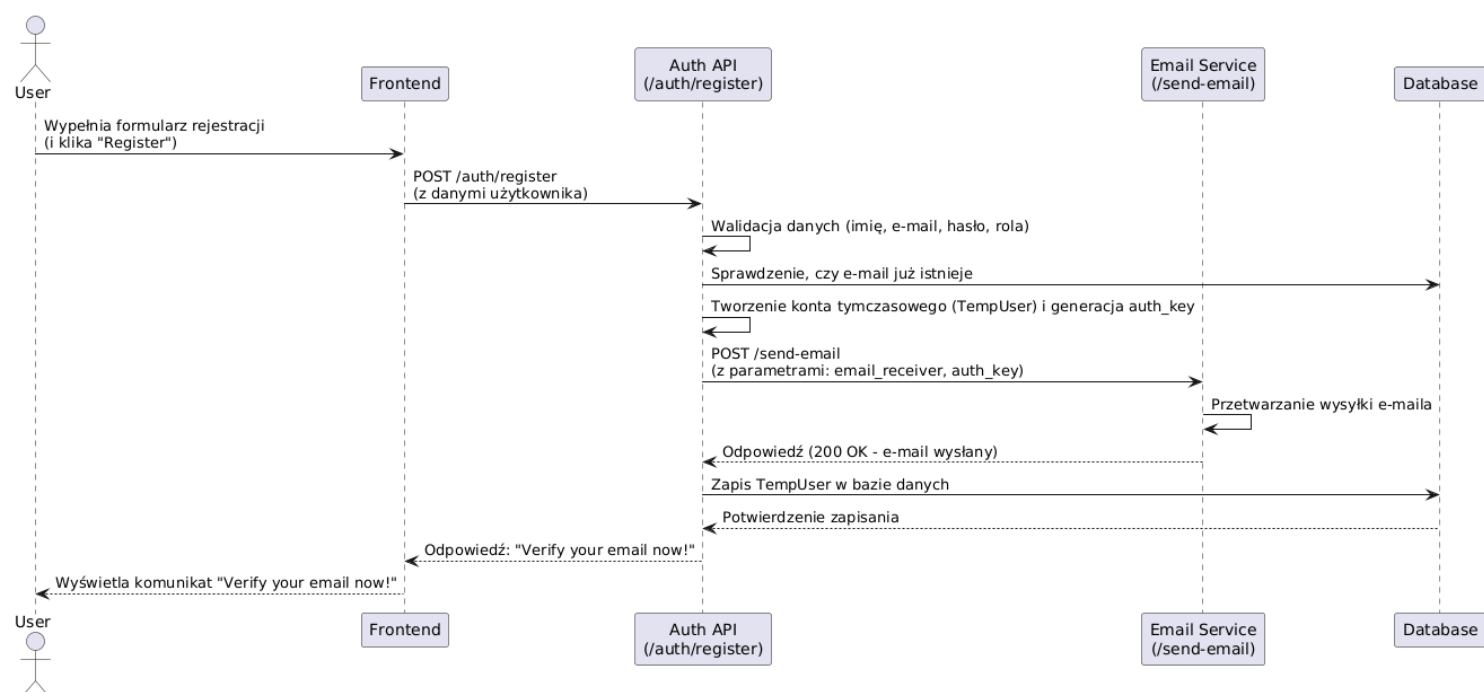 User
Frontend
Auth API
(/auth/register)
Email Service
(/send-email)
Database
Wypełnia formularz rejestracji
(i klika "Register")
POST /auth/register
(z danymi użytkownika)
Walidacja danych (imię, e-mail, hasło, rola)
Sprawdzenie, czy e-mail już istnieje
Tworzenie konta tymczasowego (TempUser) i generacja auth_key
POST /send-email
(z parametrami: email_receiver, auth_key)
Przetwarzanie wysyłki e-maila
Odpowiedź (200 OK - e-mail wysłany)
Zapis TempUser w bazie danych
Potwierdzenie zapisania
Odpowiedź: "Verify your email now!"
Wyświetla komunikat "Verify your email now!"
User
Frontend
Auth API
(/auth/register)
Email Service
(/send-email)
Database